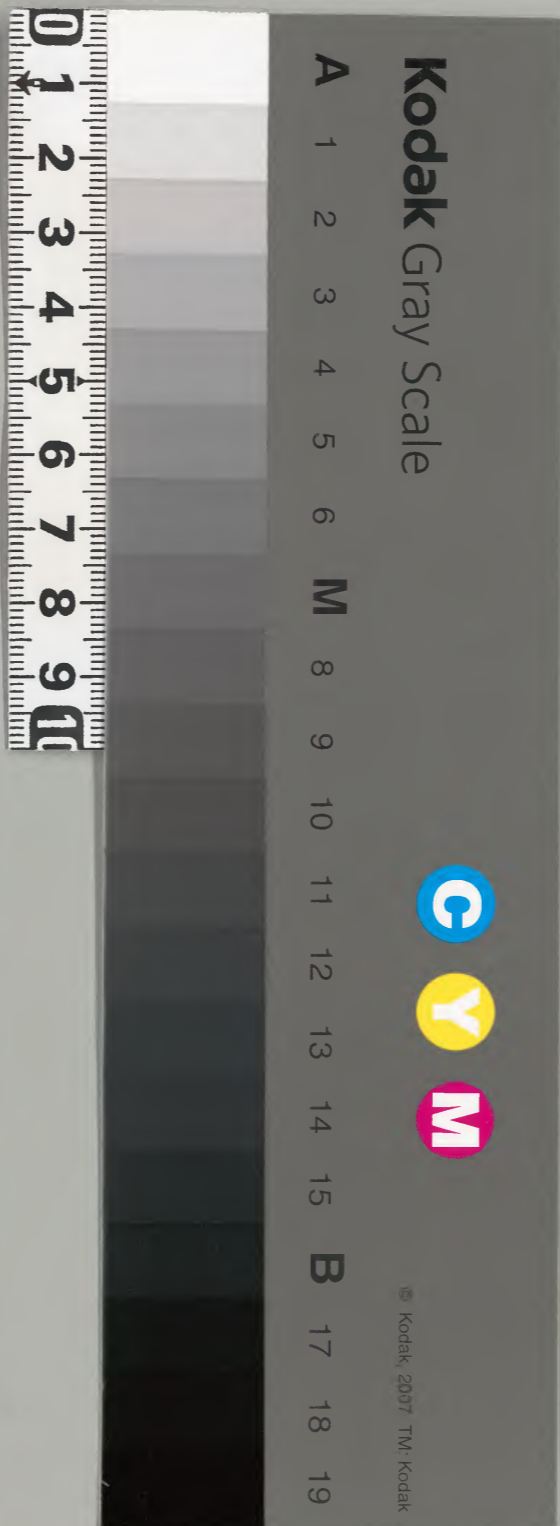 Kodak Gray Scale
C Y M
© Kodak, 2007 TM: Kodak
A 1 2 3 4 5 6 M 8 9 10 11 12 13 14 15 B 17 18 19
0 1 2 3 4 5 6 7 8 9 10